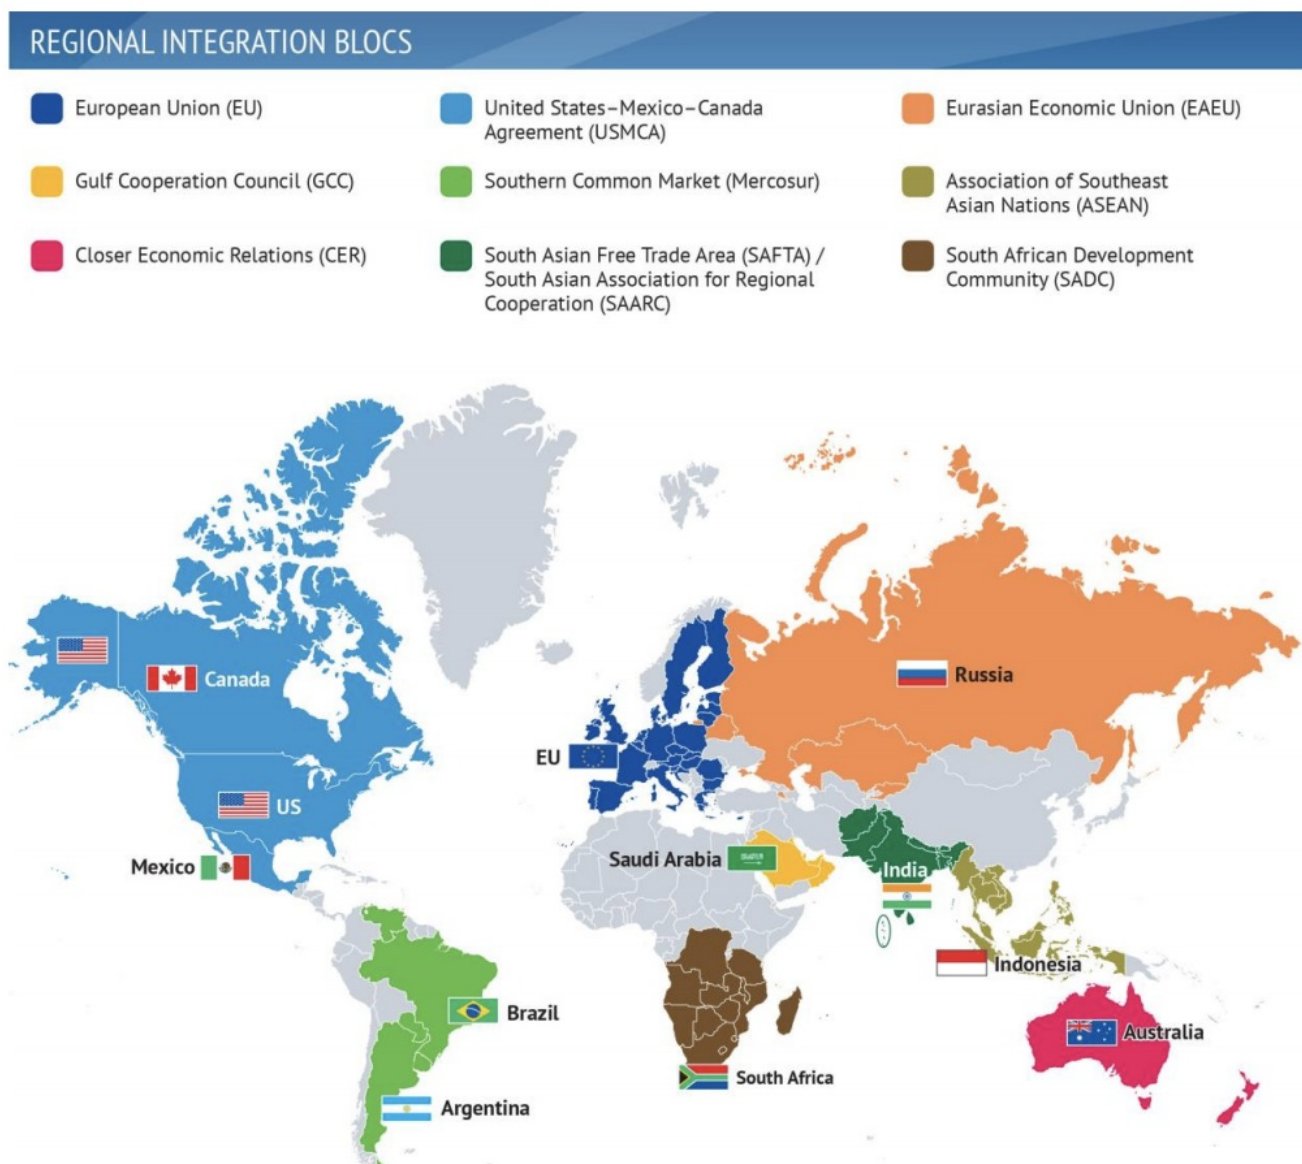 REGIONAL INTEGRATION BLOCS
European Union (EU)
United States–Mexico–Canada
Agreement (USMCA)
Eurasian Economic Union (EAEU)
Gulf Cooperation Council (GCC)
Southern Common Market (Mercosur)
Association of Southeast
Asian Nations (ASEAN)
Closer Economic Relations (CER)
South Asian Free Trade Area (SAFTA) /
South Asian Association for Regional
Cooperation (SAARC)
South African Development
Community (SADC)
Canada
Russia
EU
US
Mexico
Saudi Arabia
India
Indonesia
Brazil
Australia
South Africa
Argentina